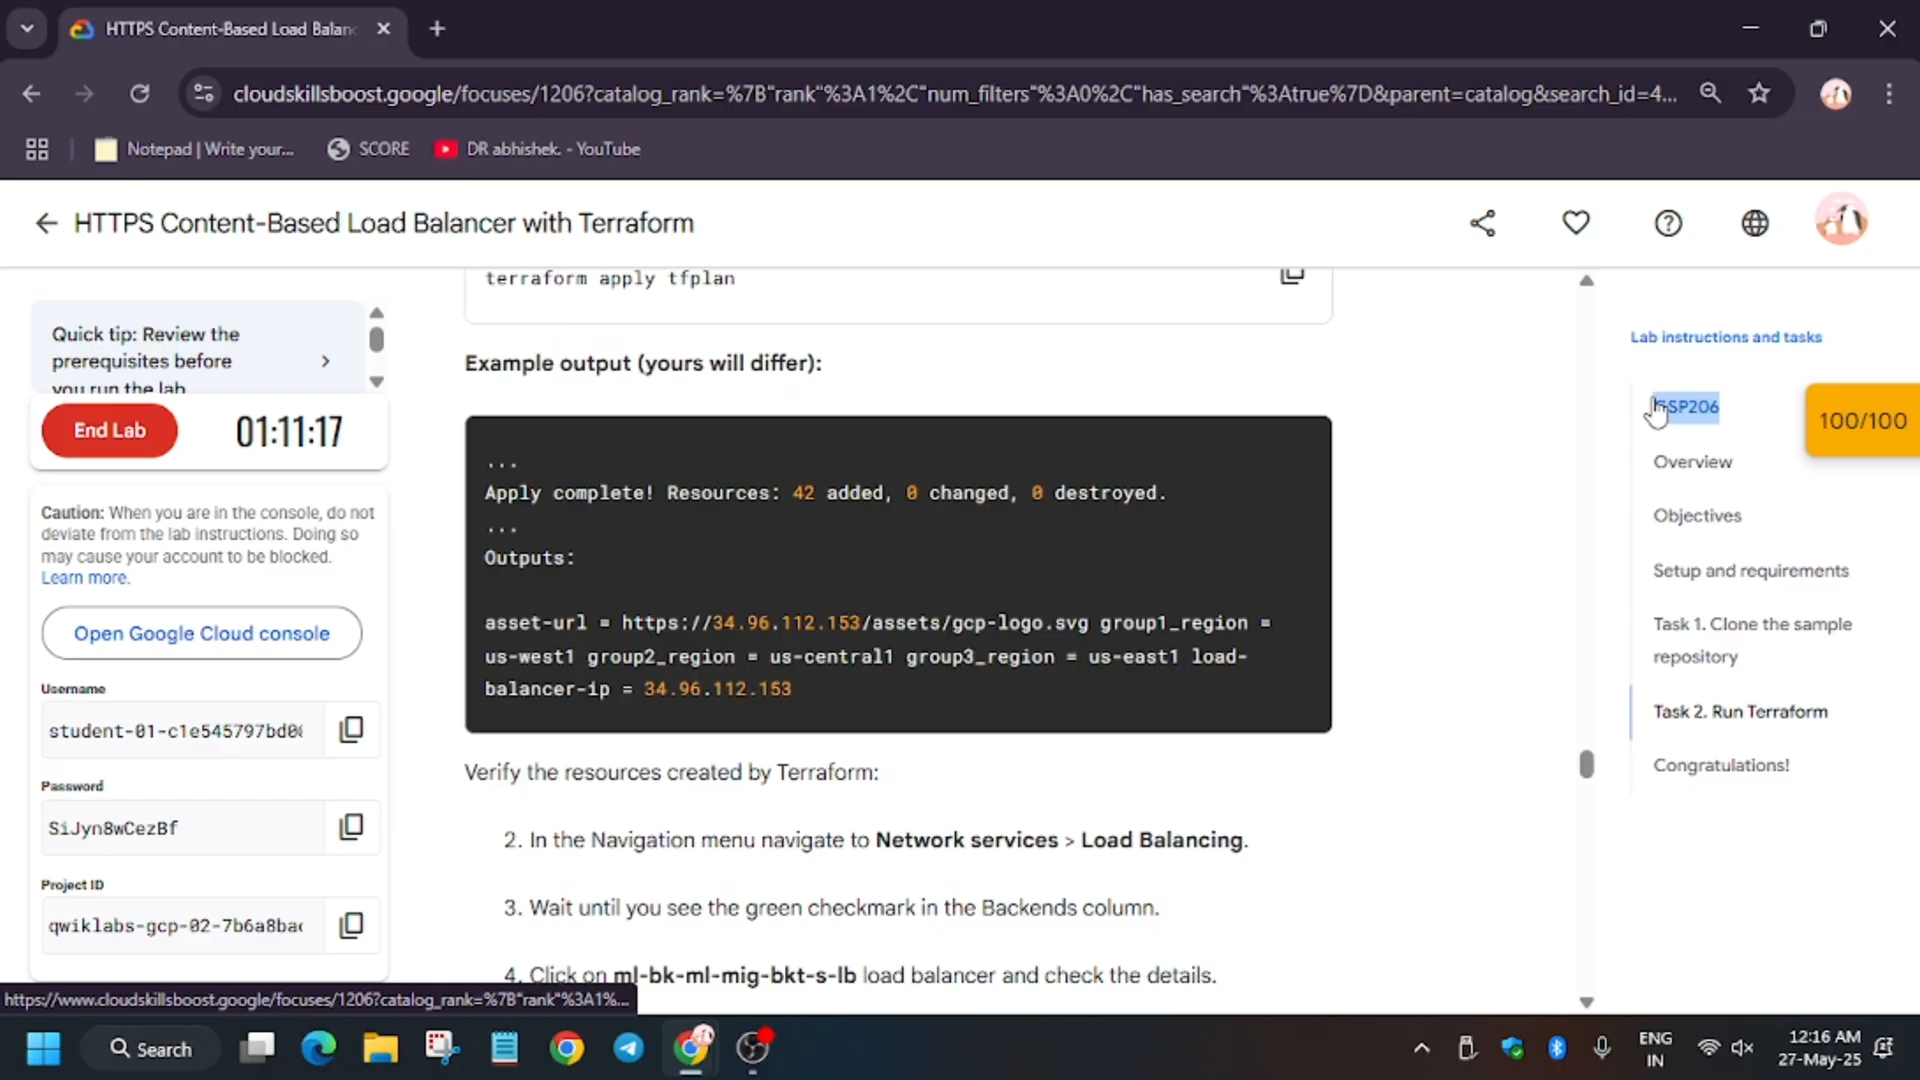 HTTPS Content-Based Load Balanc
cloudskillsboost.google/focuses/1206?catalog_rank=%7B"rank"%3A1%2C"num_filters"%3A0%2C"has_search"%3Atrue%7D&parent=catalog&search_id=4...
Notepad | Write your...
SCORE
DR abhishek. - YouTube
HTTPS Content-Based Load Balancer with Terraform
Quick tip: Review the
prerequisites before
you run the lab
End Lab
01:11:17
Caution: When you are in the console, do not
deviate from the lab instructions. Doing so
may cause your account to be blocked.
Learn more.
Open Google Cloud console
Username
student-01-c1e545797bd0
Password
SiJyn8wCezBf
Project ID
qwiklabs-gcp-02-7b6a8bac
terraform apply tfplan
Example output (yours will differ):
...
Apply complete! Resources: 42 added, 0 changed, 0 destroyed.
...
Outputs:
asset-url = https://34.96.112.153/assets/gcp-logo.svg group1_region =
us-west1 group2_region = us-central1 group3_region = us-east1 load-
balancer-ip = 34.96.112.153
Verify the resources created by Terraform:
2. In the Navigation menu navigate to Network services > Load Balancing.
3. Wait until you see the green checkmark in the Backends column.
4. Click on ml-bk-ml-mig-bkt-s-lb load balancer and check the details.
Lab instructions and tasks
GSP206
Overview
Objectives
Setup and requirements
Task 1. Clone the sample
repository
Task 2. Run Terraform
Congratulations!
100/100
https://www.cloudskillsboost.google/focuses/1206?catalog_rank=%7B"rank"%3A1%...
Search
ENG
IN
12:16 AM
27-May-25